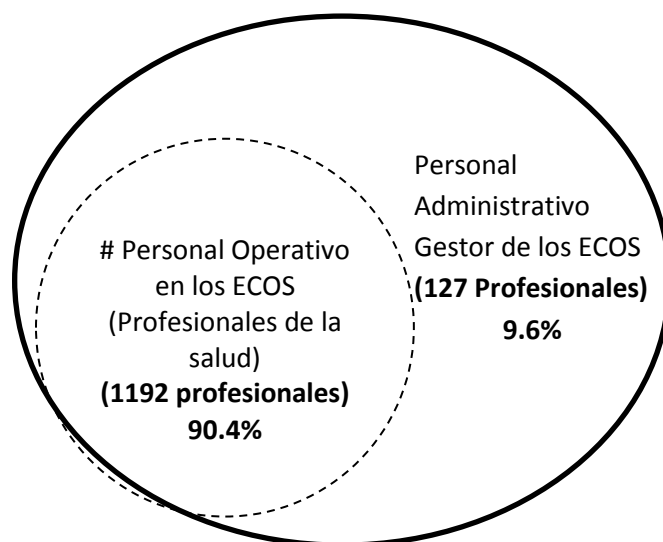 Personal
Administrativo
Gestor de los ECOS
(127 Profesionales)
9.6%
# Personal Operativo
en los ECOS
(Profesionales de la
salud)
(1192 profesionales)
90.4%